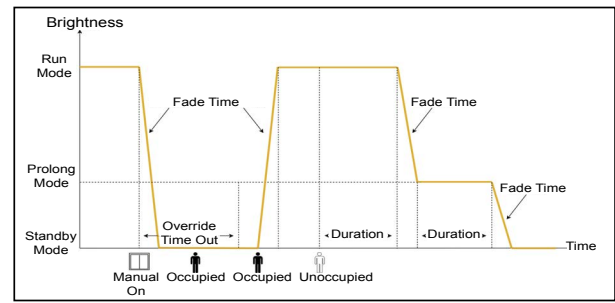 Brightness
Run
Mode
Fade Time
Fade Time
Prolong
Mode
Fade Time
Override
Time Out
Duration
Duration
Standby
Mode
Time
Manual
On
Occupied
Occupied
Unoccupied